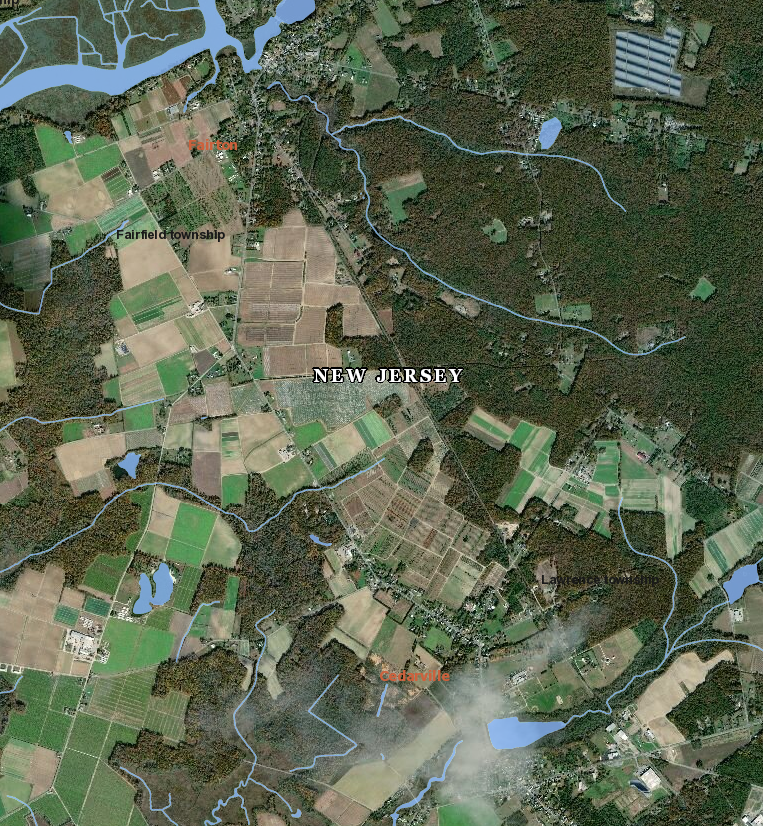 Fairton
Fairfield township
NEW JERSEY
Lawrence township
Cedarville